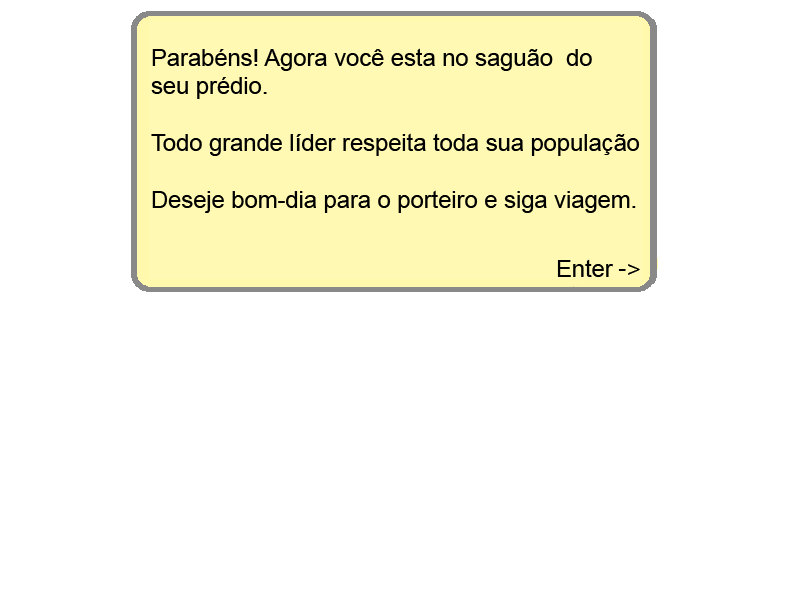 Parabéns! Agora você esta no saguão  do
seu prédio.
Todo grande líder respeita toda sua população
Deseje bom-dia para o porteiro e siga viagem.
Enter ->